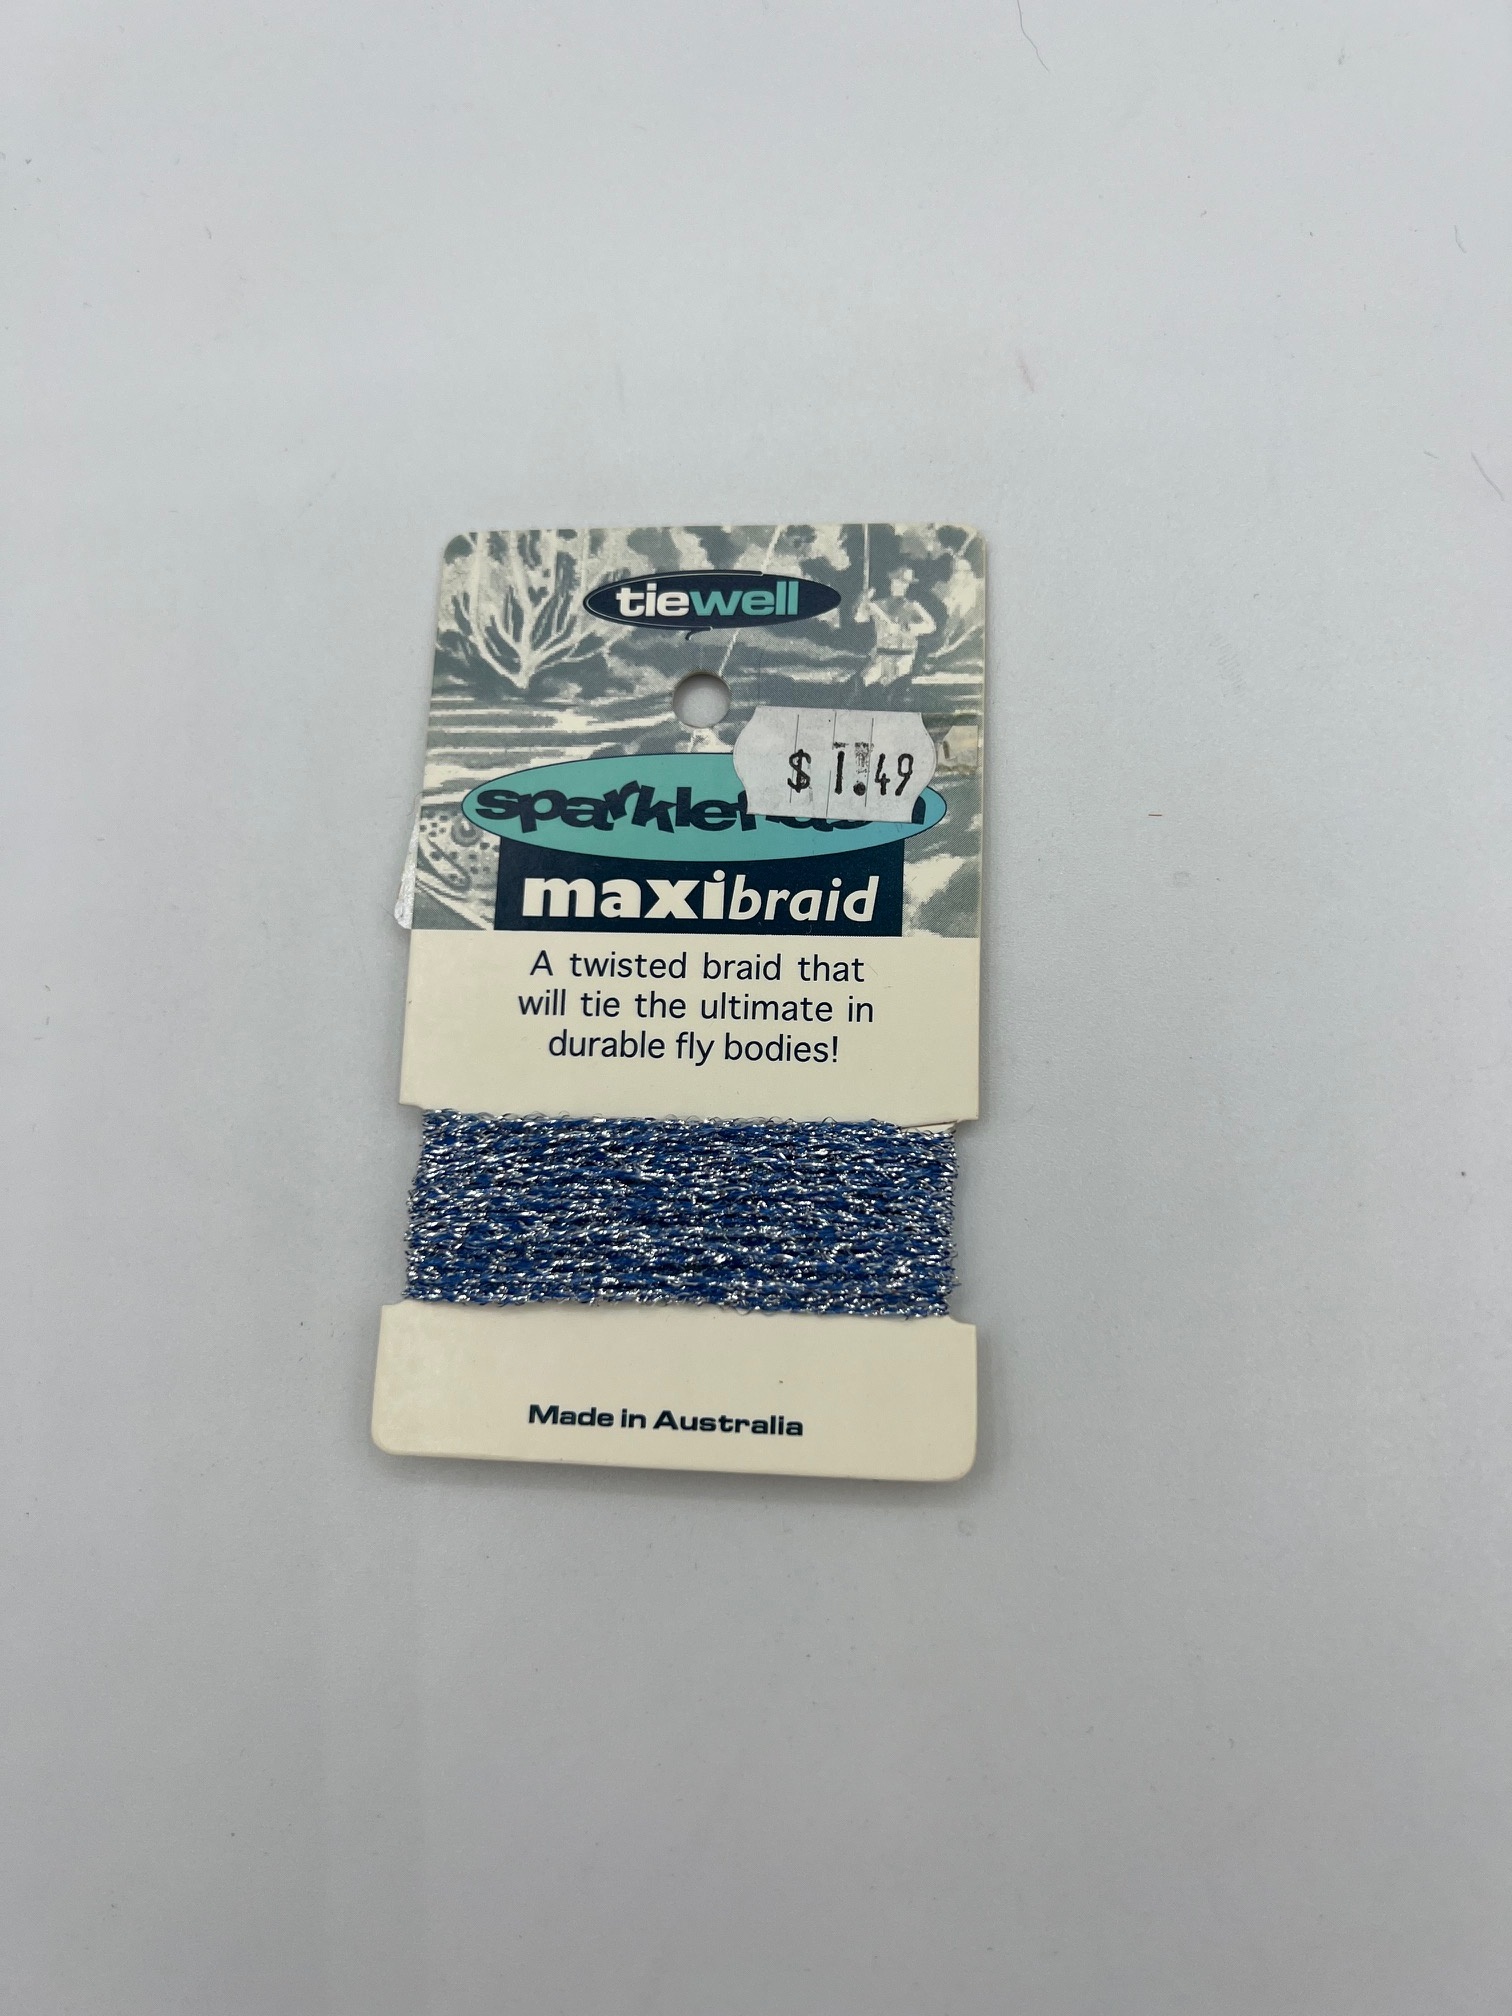 tiewell
$ 1.49
maxibraid
A twisted braid that
will tie the ultimate in
durable fly bodies!
Made in Australia